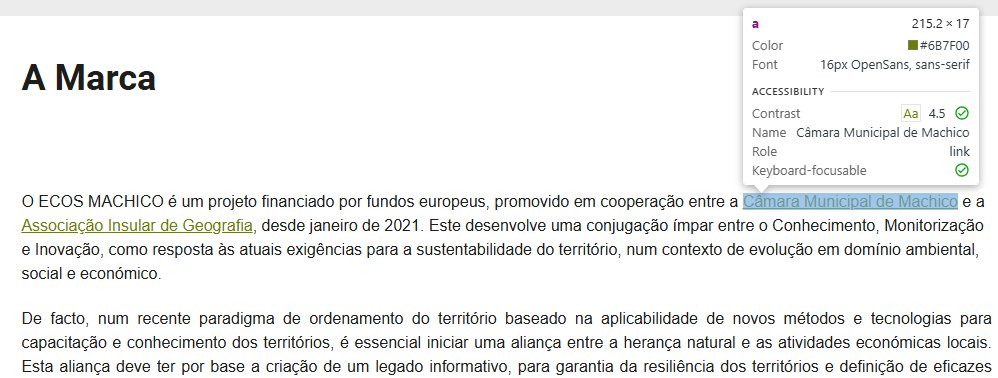 a 215.2 × 17
Color #6B7F00
Font 16px OpenSans, sans-serif
ACCESSIBILITY
Contrast Aa 4.5
Name Câmara Municipal de Machico
Role link
Keyboard-focusable
A Marca
O ECOS MACHICO é um projeto financiado por fundos europeus, promovido em cooperação entre a Câmara Municipal de Machico e a
Associação Insular de Geografia, desde janeiro de 2021. Este desenvolve uma conjugação ímpar entre o Conhecimento, Monitorização
e Inovação, como resposta às atuais exigências para a sustentabilidade do território, num contexto de evolução em domínio ambiental,
social e económico.
De facto, num recente paradigma de ordenamento do território baseado na aplicabilidade de novos métodos e tecnologias para
capacitação e conhecimento dos territórios, é essencial iniciar uma aliança entre a herança natural e as atividades económicas locais.
Esta aliança deve ter por base a criação de um legado informativo, para garantia da resiliência dos territórios e definição de eficazes